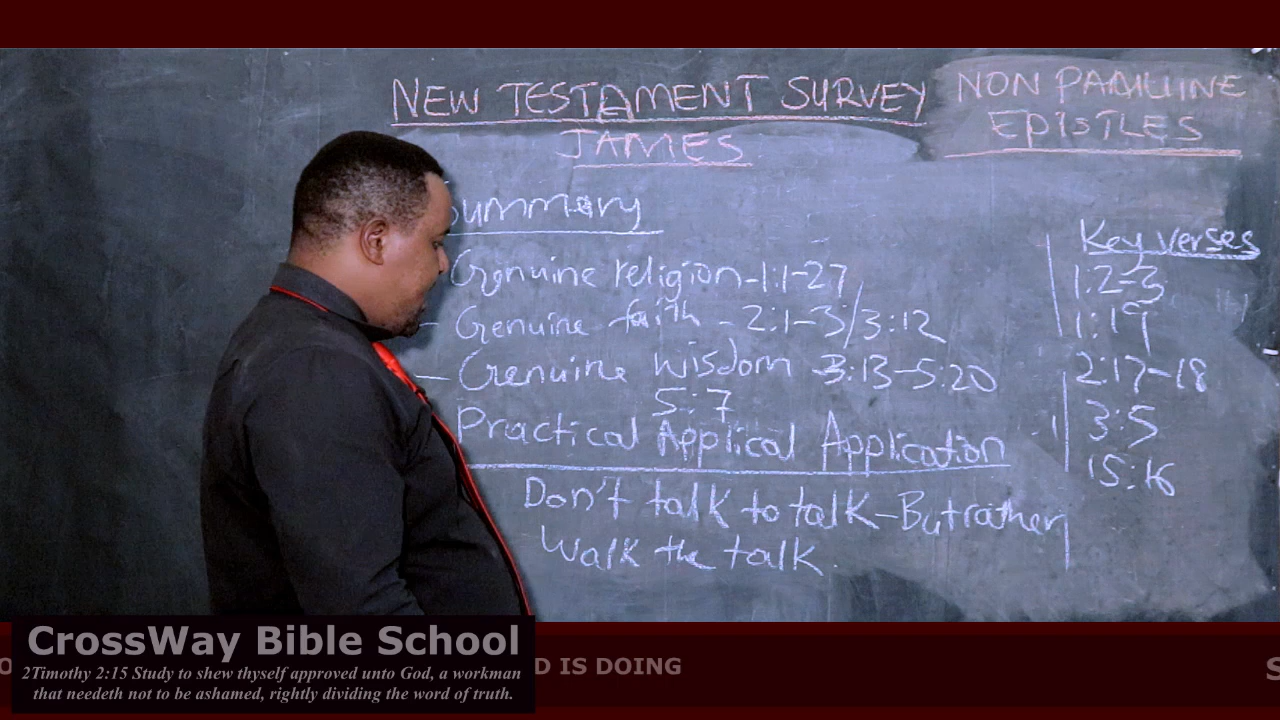 NEW TESTAMENT SURVEY
JAMES
NON PAULINE
EPISTLES
Summary
Genuine religion-1:1-27
- Genuine faith - 2:1-3/3:12
- Genuine wisdom 3:13-5:20
5:7
Practical Applical Application
Don't talk to talk-But rather
Walk the talk
Key verses
1:2-3
1:19
2:17-18
3:5
15:16
CrossWay Bible School
2Timothy 2:15 Study to shew thyself approved unto God, a workman
that needeth not to be ashamed, rightly dividing the word of truth.
D IS DOING